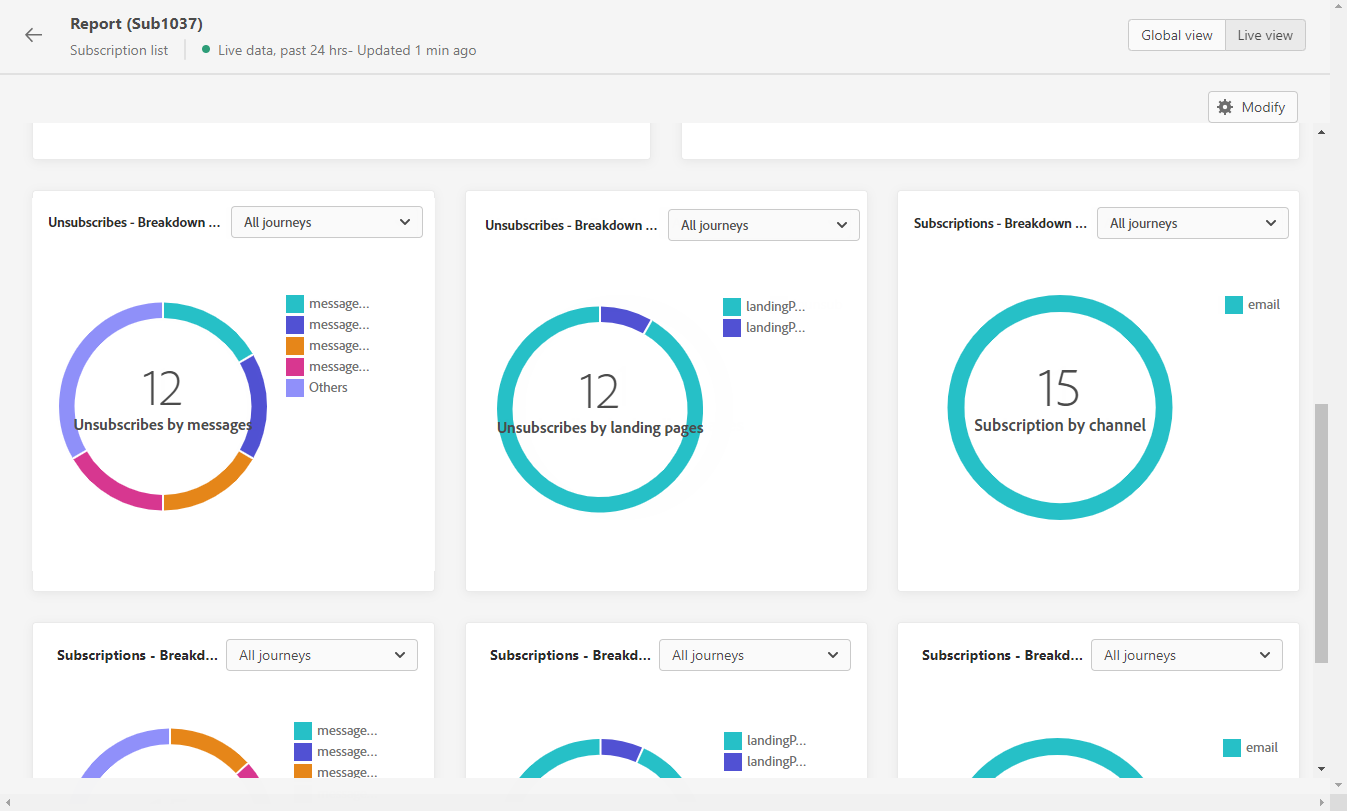 Report (Sub1037)
Subscription list
Live data, past 24 hrs- Updated 1 min ago
Global view
Live view
Modify
Unsubscribes - Breakdown ...
All journeys
12
Unsubscribes by messages
message...
message...
message...
message...
Others
Unsubscribes - Breakdown ...
All journeys
12
Unsubscribes by landing pages
landingP...
landingP...
Subscriptions - Breakdown ...
All journeys
15
Subscription by channel
email
Subscriptions - Breakd...
All journeys
message...
message...
message...
Subscriptions - Breakd...
All journeys
landingP...
landingP...
Subscriptions - Breakd...
All journeys
email